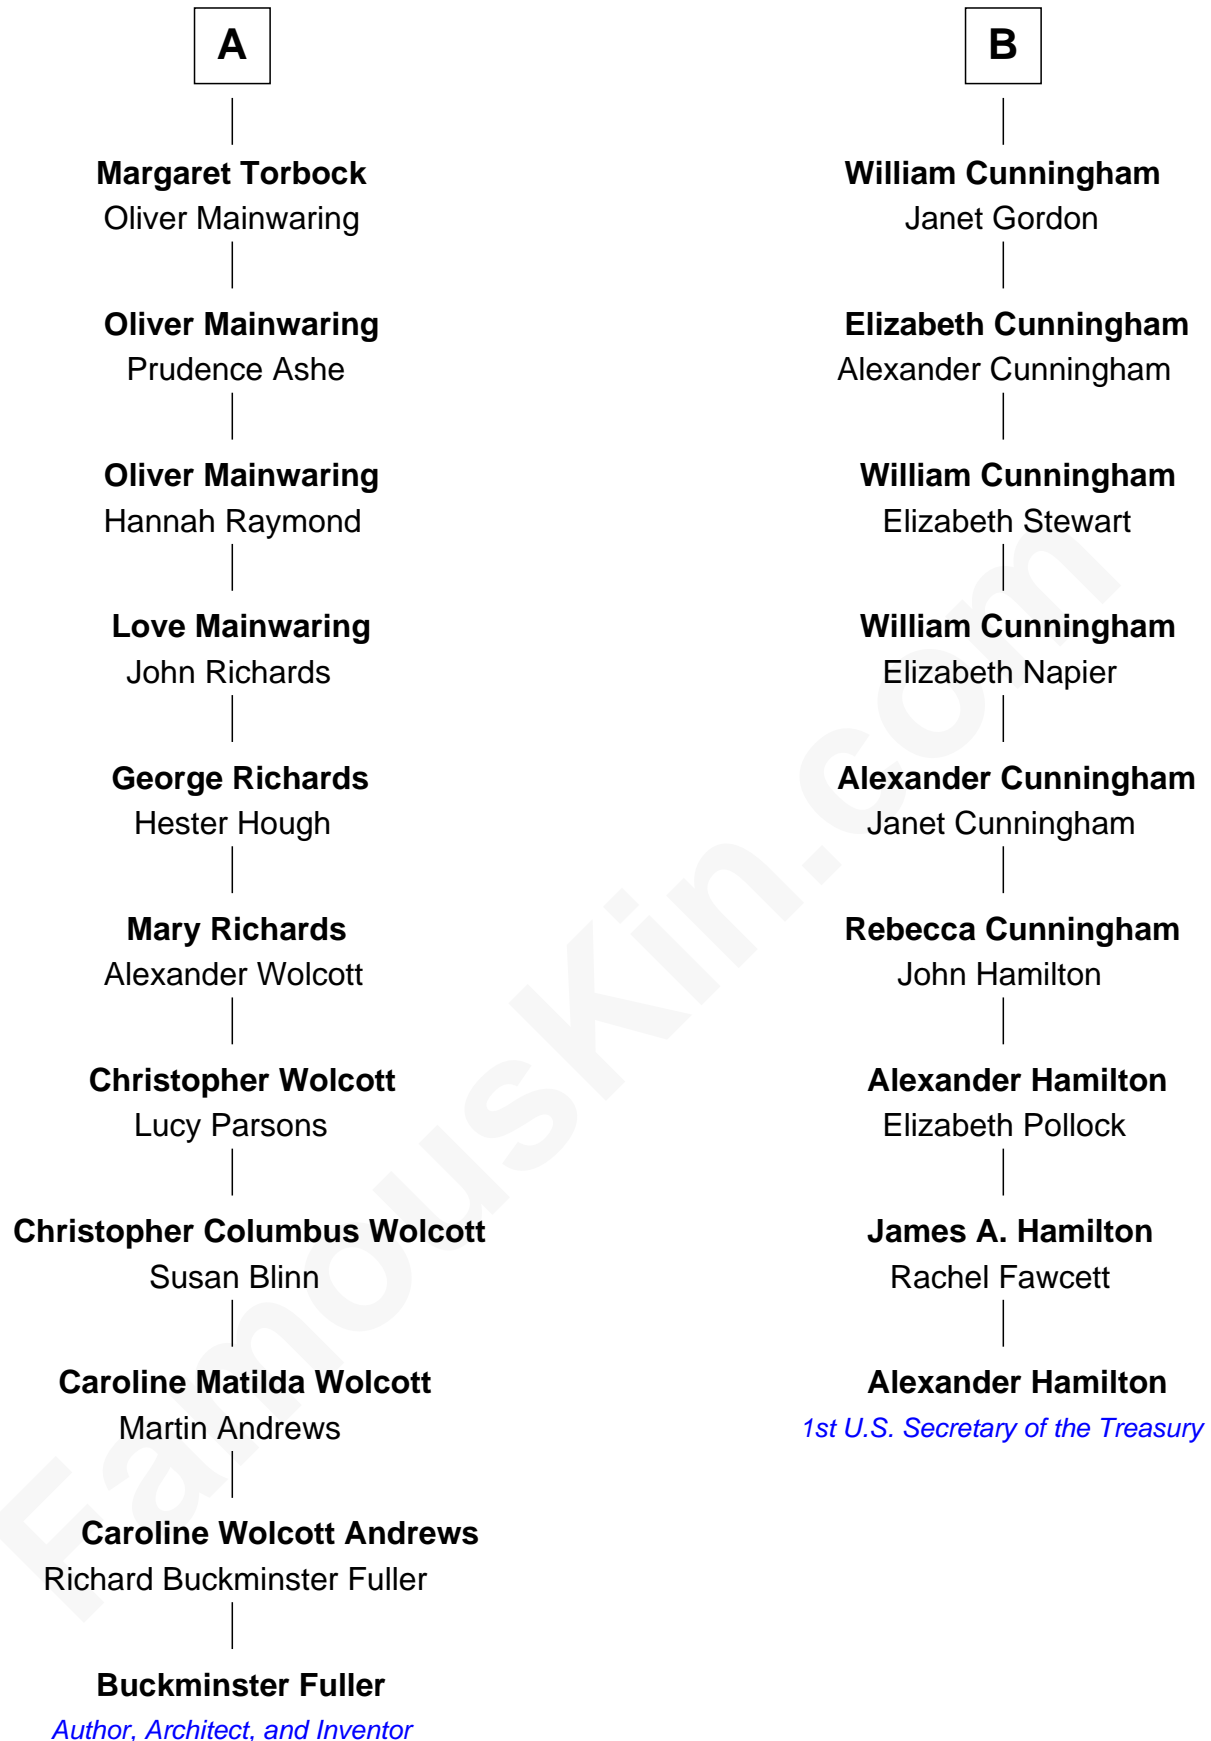 A
Margaret Torbock
Oliver Mainwaring
Oliver Mainwaring
Prudence Ashe
Oliver Mainwaring
Hannah Raymond
Love Mainwaring
John Richards
George Richards
Hester Hough
Mary Richards
Alexander Wolcott
Christopher Wolcott
Lucy Parsons
Christopher Columbus Wolcott
Susan Blinn
Caroline Matilda Wolcott
Martin Andrews
Caroline Wolcott Andrews
Richard Buckminster Fuller
Buckminster Fuller
Author, Architect, and Inventor
B
William Cunningham
Janet Gordon
Elizabeth Cunningham
Alexander Cunningham
William Cunningham
Elizabeth Stewart
William Cunningham
Elizabeth Napier
Alexander Cunningham
Janet Cunningham
Rebecca Cunningham
John Hamilton
Alexander Hamilton
Elizabeth Pollock
James A. Hamilton
Rachel Fawcett
Alexander Hamilton
1st U.S. Secretary of the Treasury
FamousKin.com